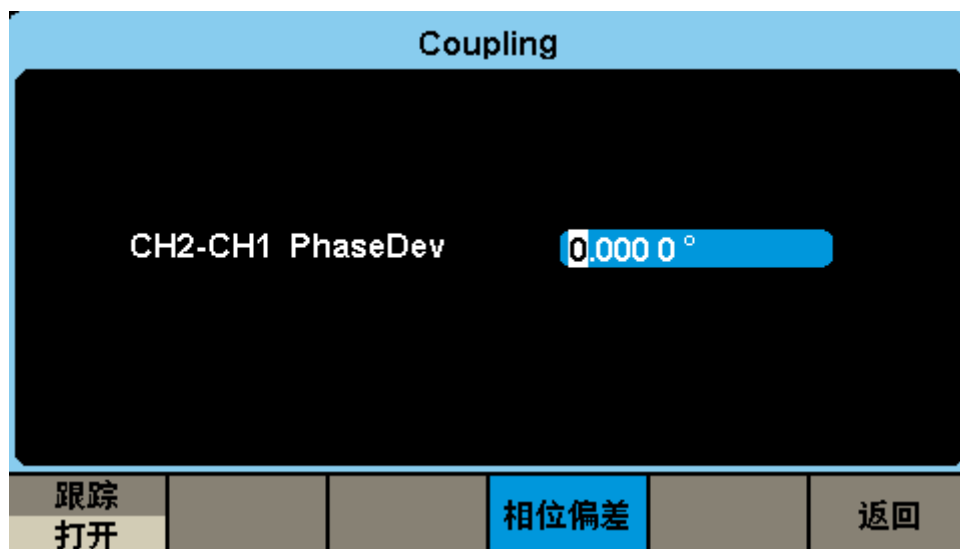 Coupling
CH2-CH1 PhaseDev 0.000 0 °
跟踪
打开
相位偏差
返回